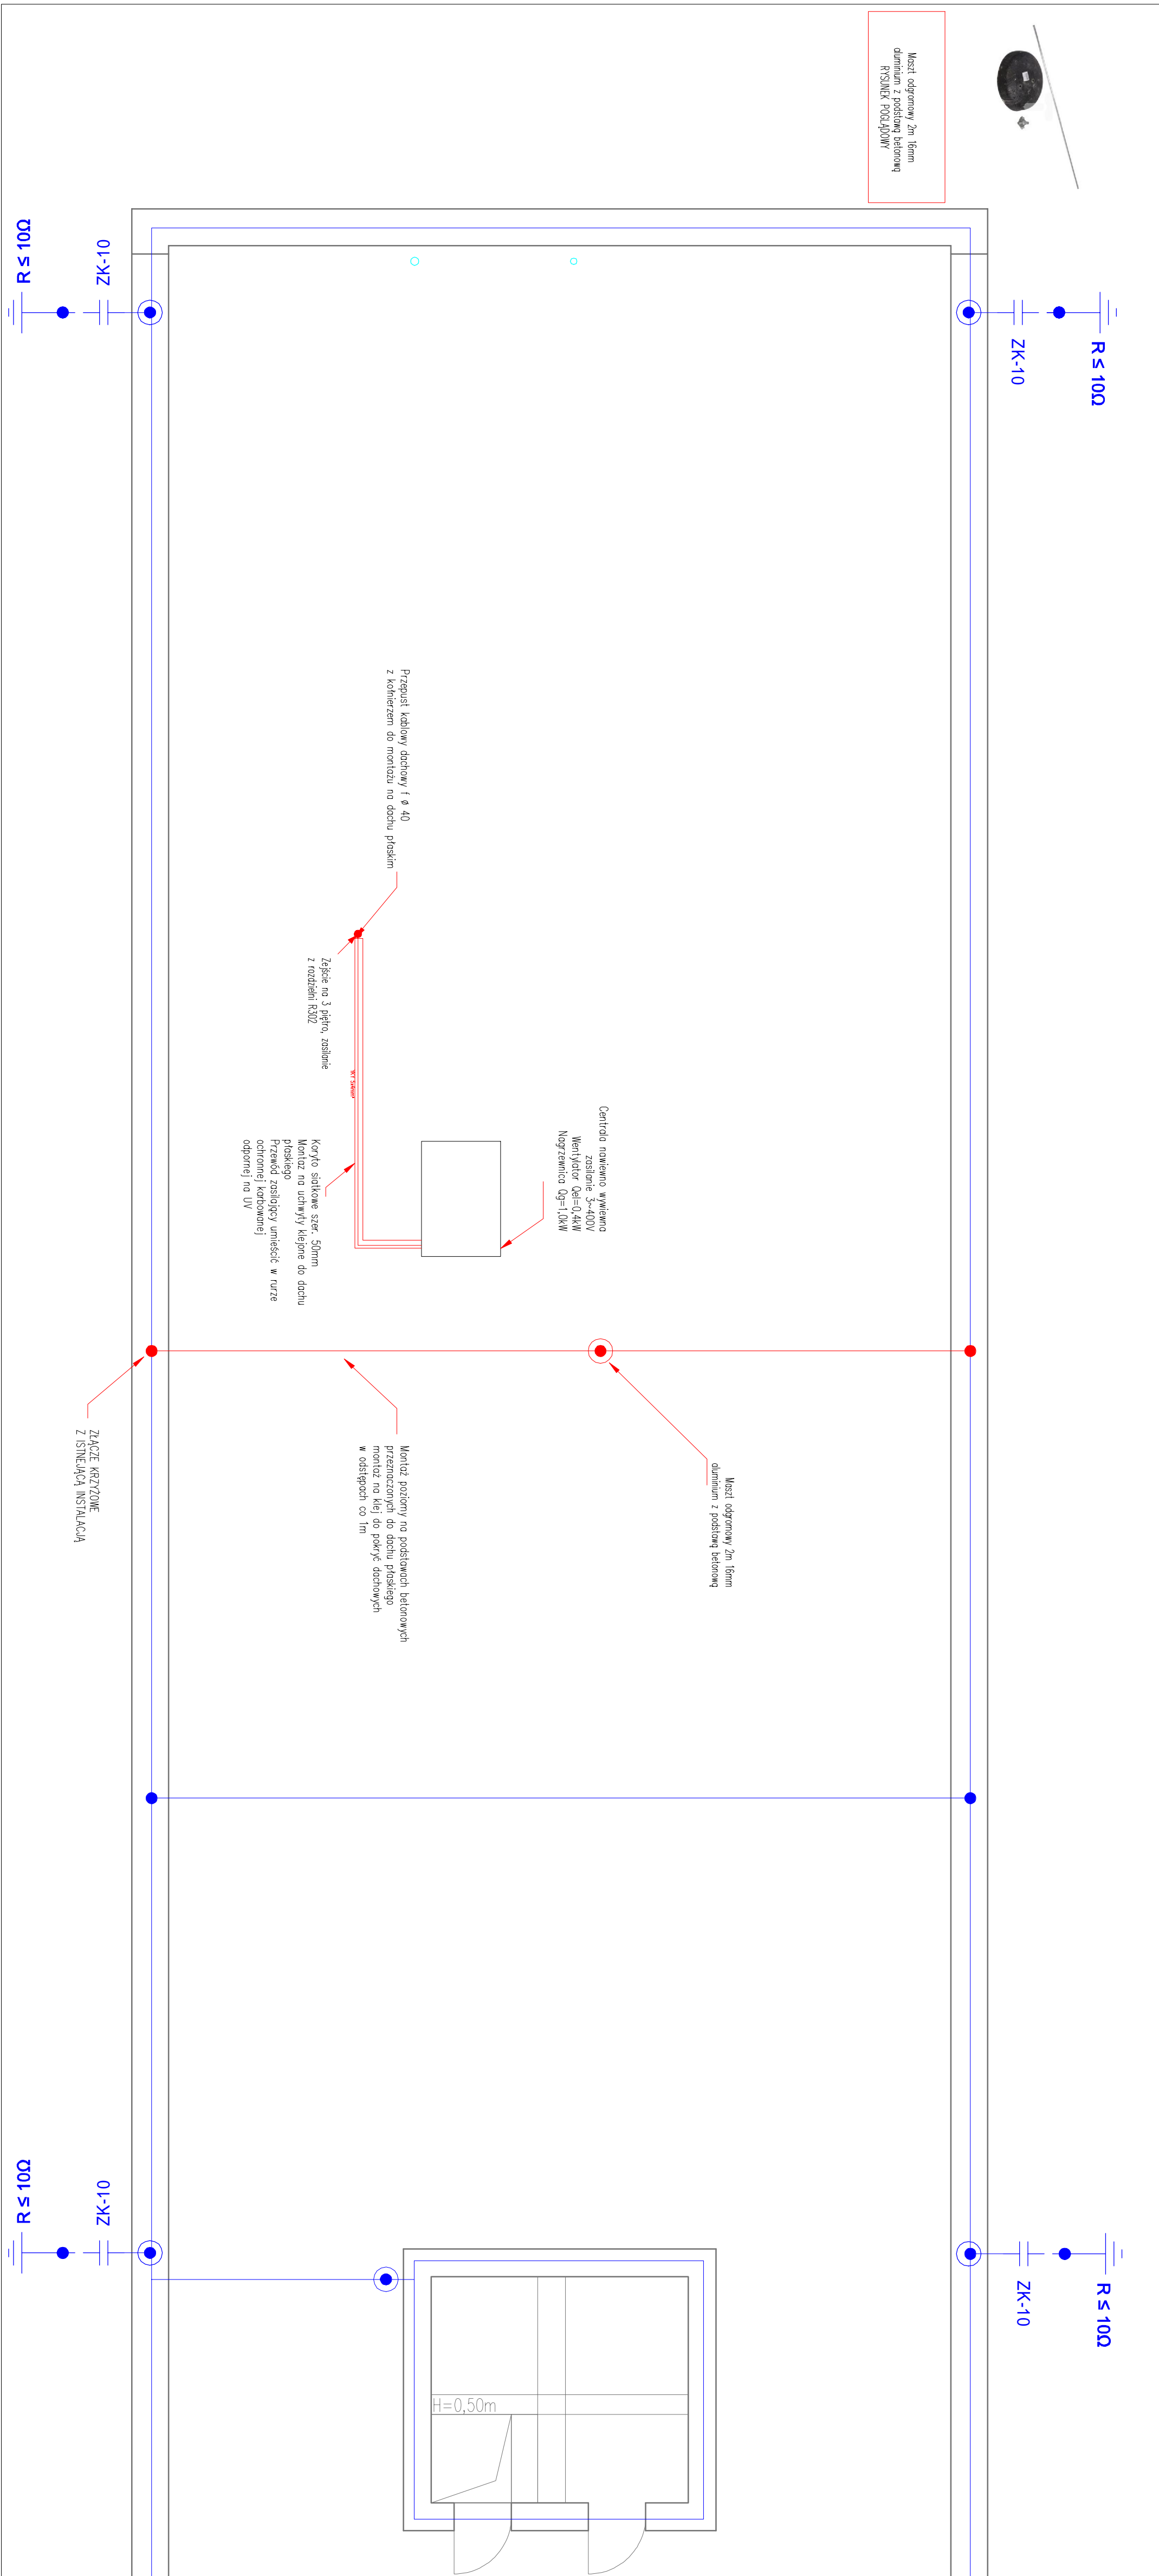 Maszt odgromowy 2m 16mm
aluminium z podstawą betonową
RYSUNEK POGLĄDOWY
R ≤ 10Ω
ZK-10
ZK-10
R ≤ 10Ω
Przepust kablowy dachowy f ø 40
z kołnierzem do montażu na dachu płaskim
Zejście na 3 piętro, zasilanie
z rozdzielni R302
Centrala nawiewno wywiewna
zasilanie 3~400V
Wentylator Qel=0,4kW
Nagrzewnica Qg=1,0kW
Koryto siatkowe szer. 50mm
Montaż na uchwyty klejone do dachu
płaskiego
Przewód zasilający umieścić w rurze
ochronnej karbowanej
odpornej na UV
Maszt odgromowy 2m 16mm
aluminium z podstawą betonową
Montaż poziomy na podstawach betonowych
przeznaczonych do dachu płaskiego
montaż na klej do pokryć dachowych
w odstępach co 1m
ZŁĄCZE KRZYŻOWE
Z ISTNIEJĄCĄ INSTALACJĄ
R ≤ 10Ω
ZK-10
ZK-10
R ≤ 10Ω
H=0,50m